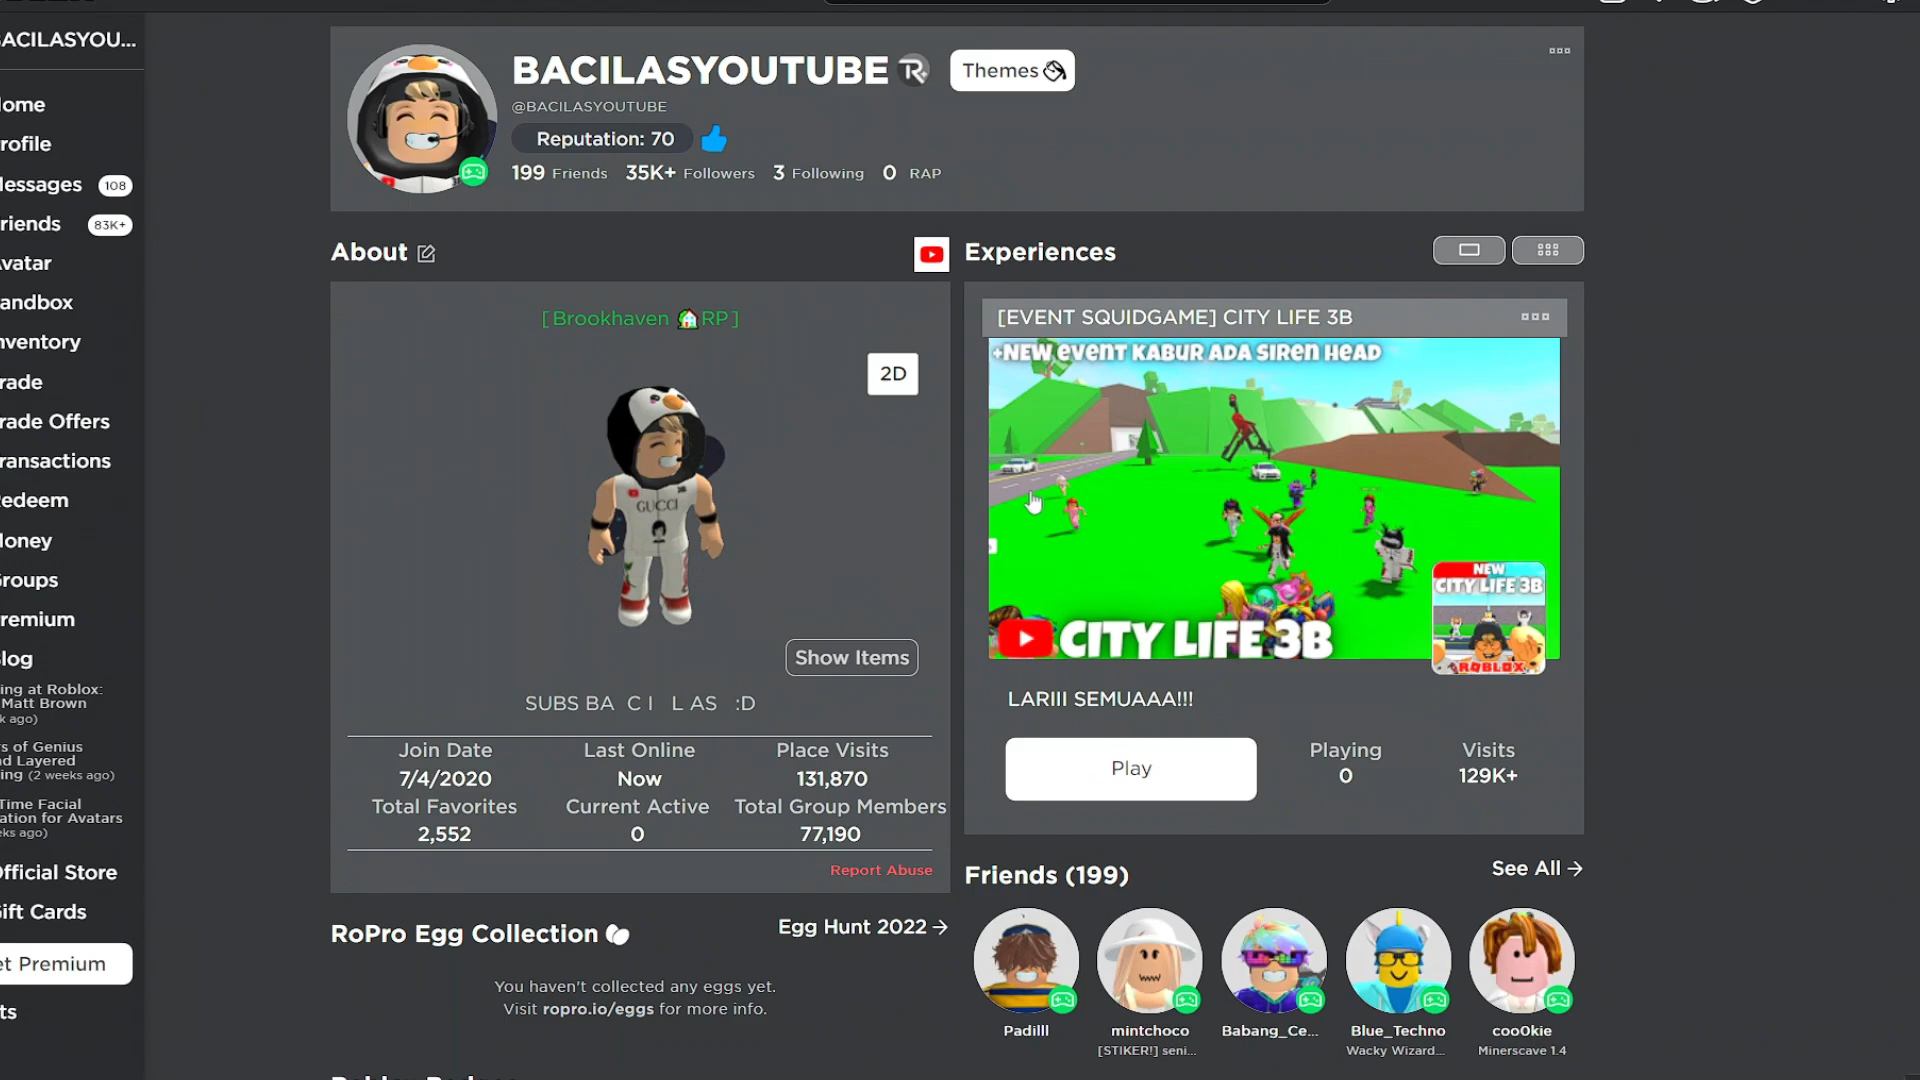 ACILASYOU...
ome
rofile
essages 108
riends 83K+
vatar
andbox
nventory
rade
rade Offers
ransactions
edeem
oney
roups
remium
log
ing at Roblox:
Matt Brown
k ago)
rs of Genius
nd Layered
ing (2 weeks ago)
Time Facial
ation for Avatars
eks ago)
fficial Store
ift Cards
et Premium
ts
BACILASYOUTUBE
Themes
@BACILASYOUTUBE
Reputation: 70
199 Friends 35K+ Followers 3 Following 0 RAP
About
[Brookhaven 🏠RP]
2D
GUCCI
Show Items
SUBS BA C I L AS :D
Join Date Last Online Place Visits
7/4/2020 Now 131,870
Total Favorites Current Active Total Group Members
2,552 0 77,190
Report Abuse
RoPro Egg Collection
Egg Hunt 2022 →
You haven't collected any eggs yet.
Visit ropro.io/eggs for more info.
Experiences
[EVENT SQUIDGAME] CITY LIFE 3B
+NEW EVENT KABUR ADA SIREN HEAD
CITY LIFE 3B
NEW
CITY LIFE 3B
ROBLOX
LARIII SEMUAAA!!!
Play
Playing Visits
0 129K+
Friends (199)
See All →
Padilll mintchoco Babang_Ce... Blue_Techno coo0kie
[STIKER!] seni... Wacky Wizard... Minerscave 1.4